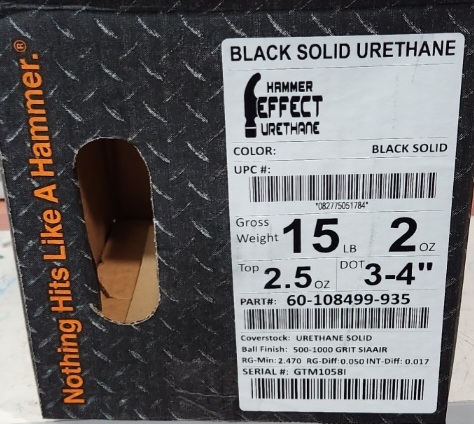 Nothing Hits Like A Hammer.®
BLACK SOLID URETHANE
HAMMER
EFFECT
URETHANE
COLOR: BLACK SOLID
UPC #:
*082775051784*
Gross Weight 15 LB 2 OZ
Top 2.5 OZ DOT 3-4"
PART#: 60-108499-935
Coverstock: URETHANE SOLID
Ball Finish: 500-1000 GRIT SIAAIR
RG-Min: 2.470 RG-Diff: 0.050 INT-Diff: 0.017
SERIAL #: GTM1058I